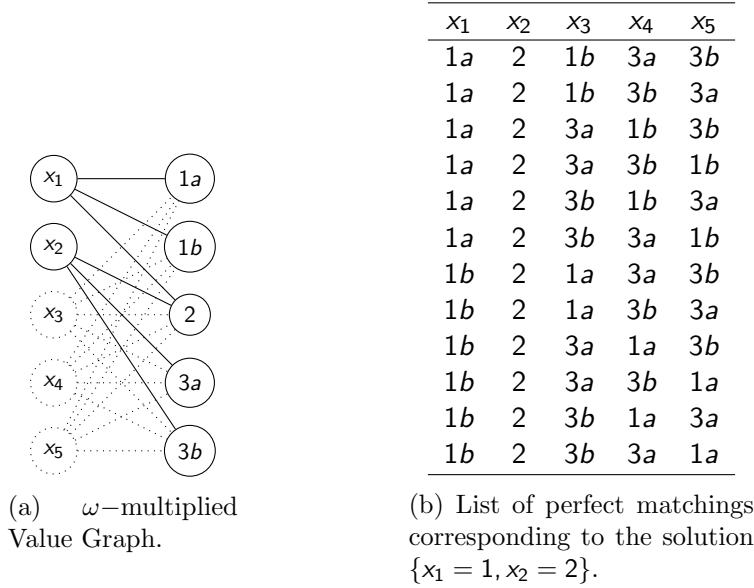 x1 x2 x3 x4 x5
1a 2 1b 3a 3b
1a 2 1b 3b 3a
1a 2 3a 1b 3b
1a 2 3a 3b 1b
1a 2 3b 1b 3a
1a 2 3b 3a 1b
1b 2 1a 3a 3b
1b 2 1a 3b 3a
1b 2 3a 1a 3b
1b 2 3a 3b 1a
1b 2 3b 1a 3a
1b 2 3b 3a 1a
x1 1a
x2 1b
x3 2
x4 3a
x5 3b
(a) ω−multiplied
Value Graph.
(b) List of perfect matchings
corresponding to the solution
{x1 = 1, x2 = 2}.